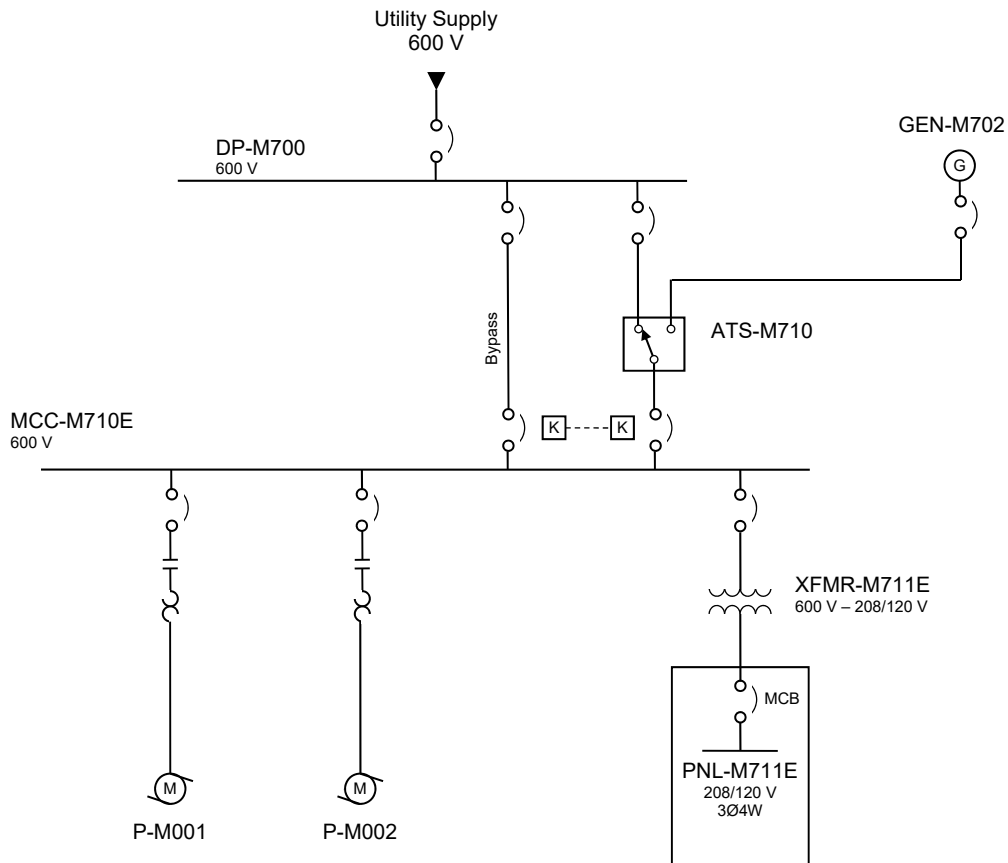 Utility Supply
600 V
GEN-M702
DP-M700
600 V
G
Bypass
ATS-M710
MCC-M710E
600 V
K
K
XFMR-M711E
600 V – 208/120 V
MCB
PNL-M711E
208/120 V
3Ø4W
M
M
P-M001
P-M002